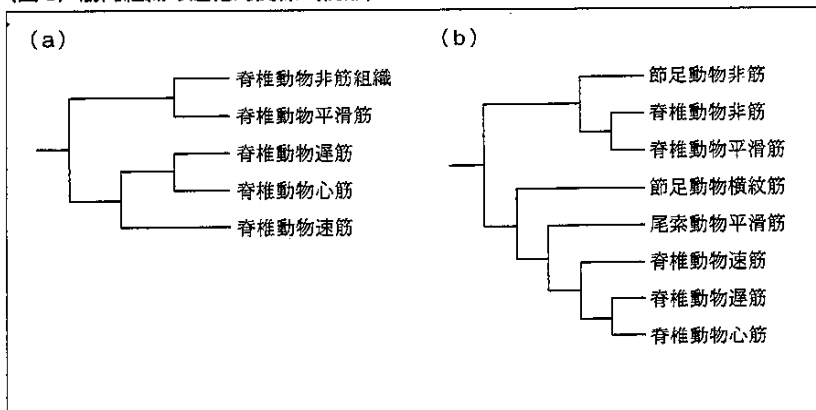 (a)
脊椎動物非筋組織
脊椎動物平滑筋
脊椎動物遅筋
脊椎動物心筋
脊椎動物速筋
(b)
節足動物非筋
脊椎動物非筋
脊椎動物平滑筋
節足動物横紋筋
尾索動物平滑筋
脊椎動物速筋
脊椎動物遅筋
脊椎動物心筋